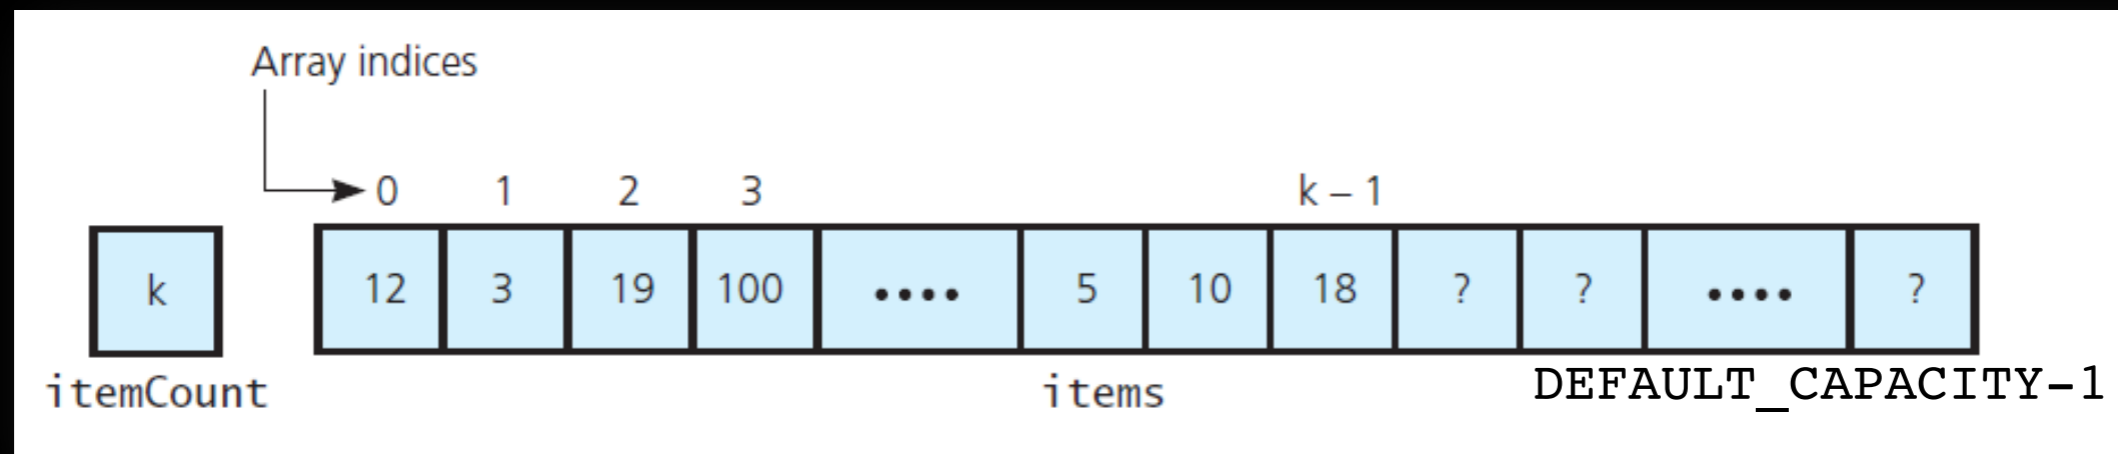 Array indices
0 1 2 3 k – 1
k 12 3 19 100 •••• 5 10 18 ? ? •••• ?
itemCount items DEFAULT_CAPACITY-1